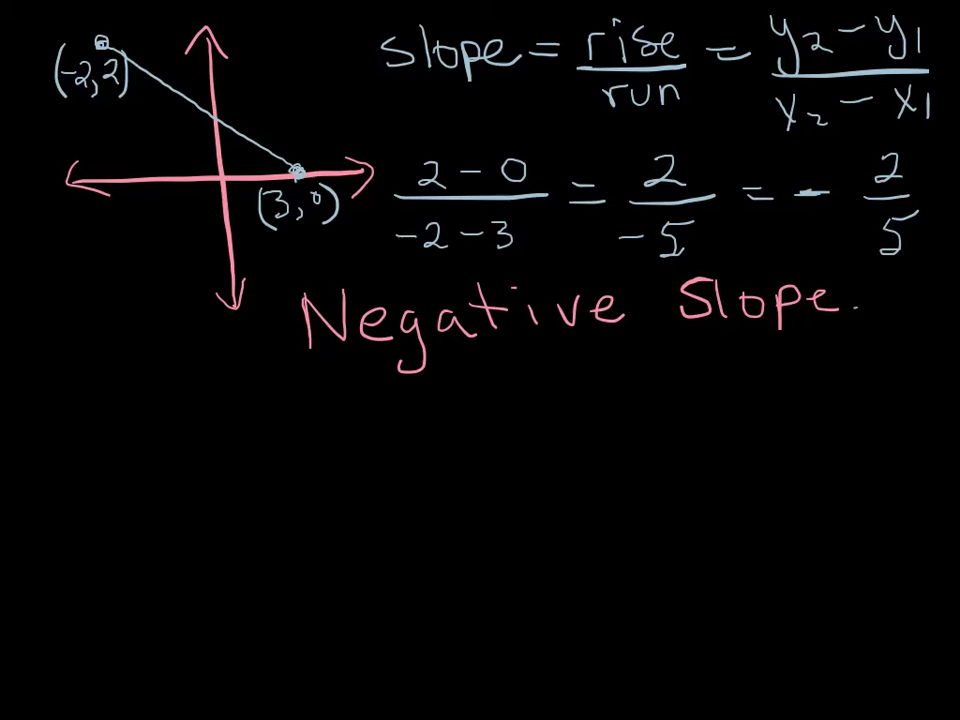 (-2, 2)
slope = rise/run = y₂ - y₁ / x₂ - x₁
(3, 0)
2 - 0 / -2 - 3 = 2 / -5 = - 2/5
Negative Slope.